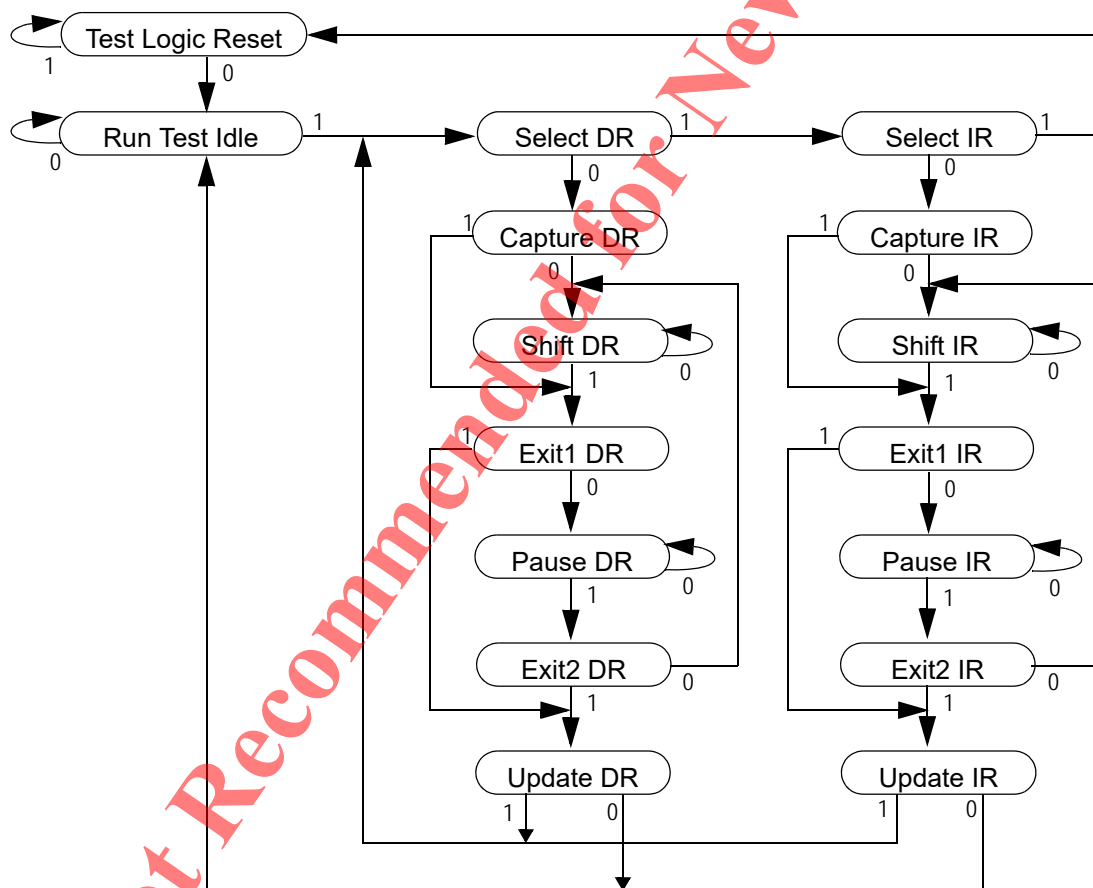 Test Logic Reset
1
0
Run Test Idle
0
1
Select DR
1
0
Select IR
1
0
Capture DR
1
0
Capture IR
1
0
Shift DR
0
1
Shift IR
0
1
Exit1 DR
1
0
Exit1 IR
1
0
Pause DR
0
1
Pause IR
0
1
Exit2 DR
0
1
Exit2 IR
0
1
Update DR
1
0
Update IR
1
0
Recommended for New